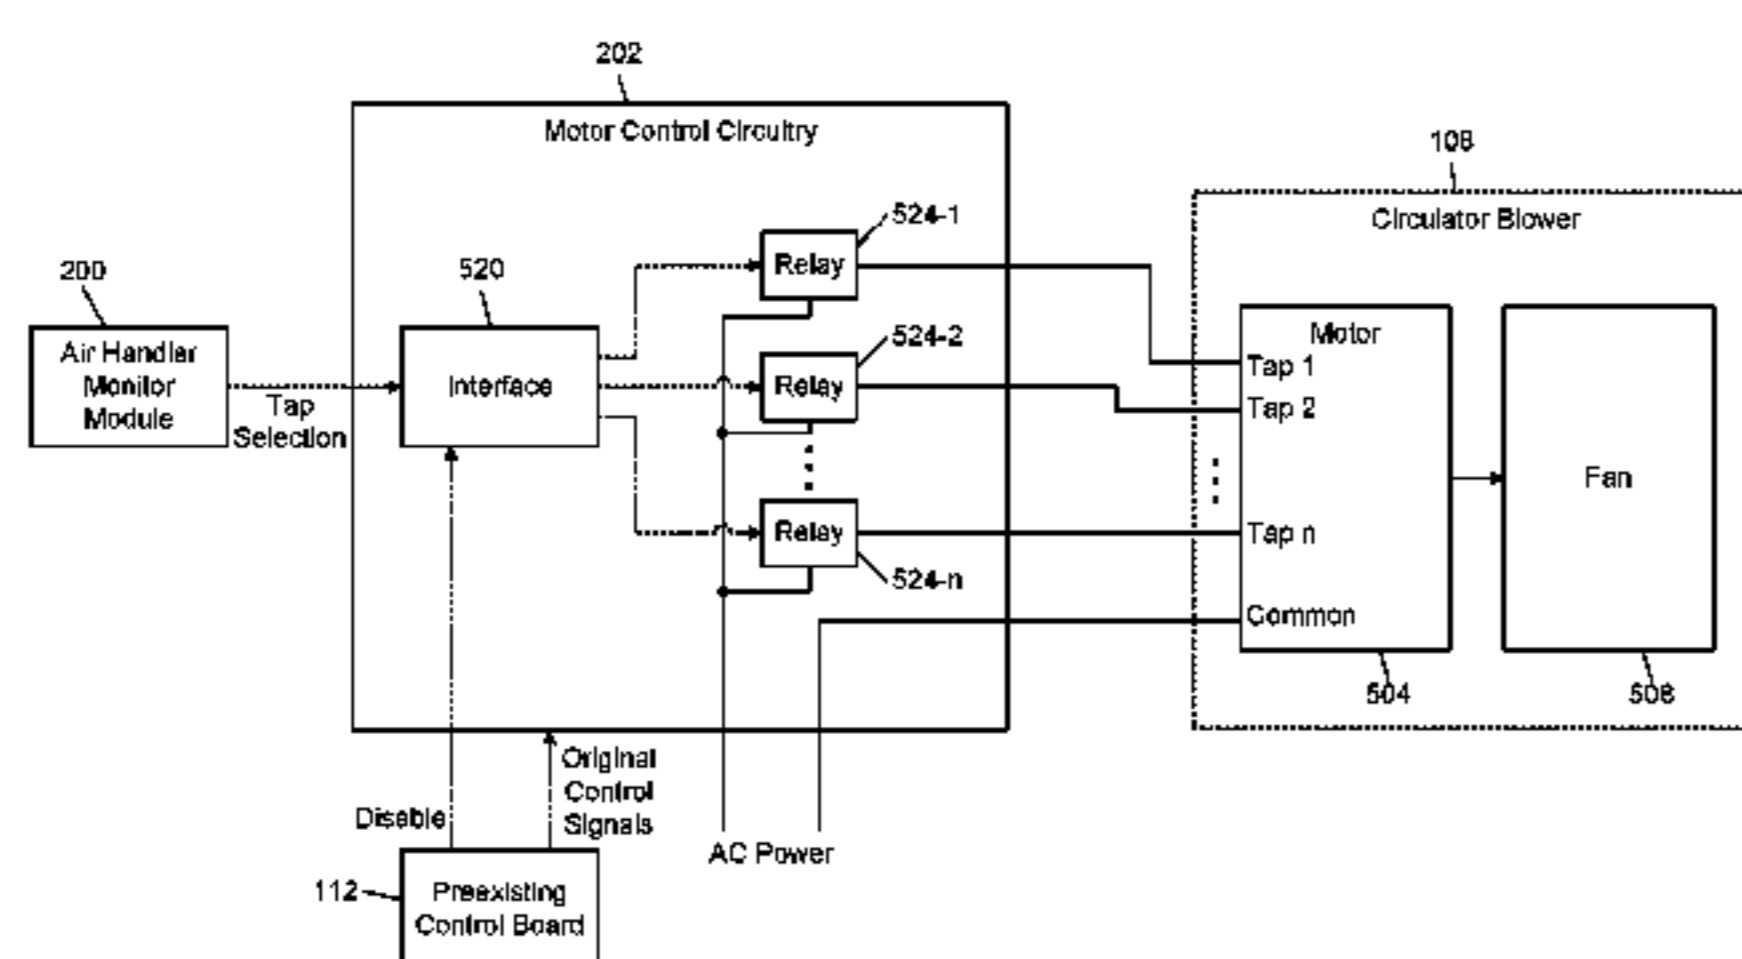 202
Motor Control Circuitry
108
Circulator Blower
524-1
Relay
200
520
524-2
Air Handler
Monitor
Module
Tap
Selection
Interface
Relay
Motor
Tap 1
Tap 2
Fan
Relay
Tap n
524-n
Common
504
508
Original
Control
Signals
Disable
AC Power
112
Preexisting
Control Board